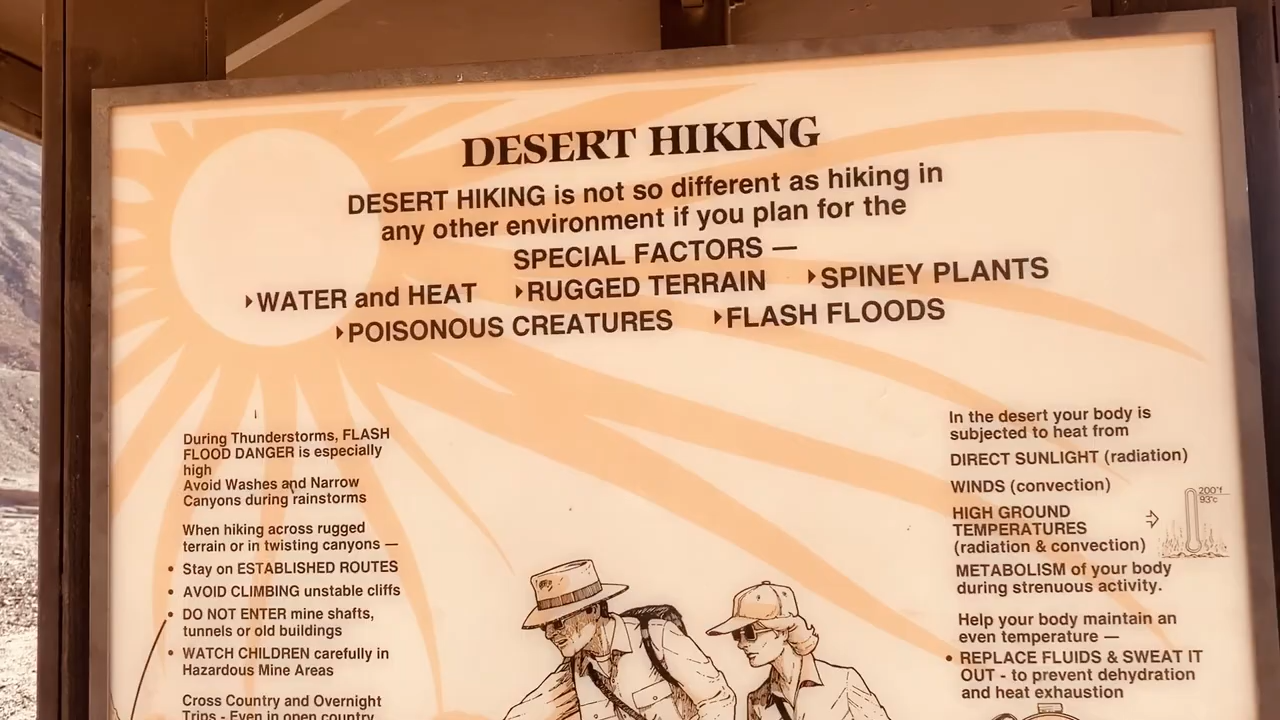 DESERT HIKING
DESERT HIKING is not so different as hiking in
any other environment if you plan for the
SPECIAL FACTORS —
WATER and HEAT RUGGED TERRAIN SPINEY PLANTS
POISONOUS CREATURES FLASH FLOODS
During Thunderstorms, FLASH
FLOOD DANGER is especially
high
Avoid Washes and Narrow
Canyons during rainstorms
When hiking across rugged
terrain or in twisting canyons —
• Stay on ESTABLISHED ROUTES
• AVOID CLIMBING unstable cliffs
• DO NOT ENTER mine shafts,
tunnels or old buildings
• WATCH CHILDREN carefully in
Hazardous Mine Areas
Cross Country and Overnight
Trips - Even in open country
In the desert your body is
subjected to heat from
DIRECT SUNLIGHT (radiation)
WINDS (convection)
HIGH GROUND
TEMPERATURES
(radiation & convection)
200°f
93°c
METABOLISM of your body
during strenuous activity.
Help your body maintain an
even temperature —
• REPLACE FLUIDS & SWEAT IT
OUT - to prevent dehydration
and heat exhaustion